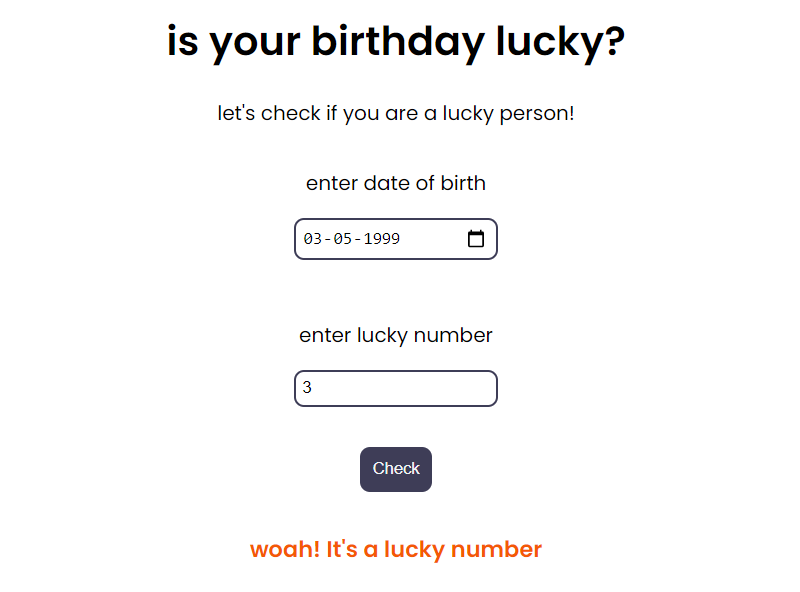 is your birthday lucky?
let's check if you are a lucky person!
enter date of birth
03-05-1999
enter lucky number
3
Check
woah! It's a lucky number